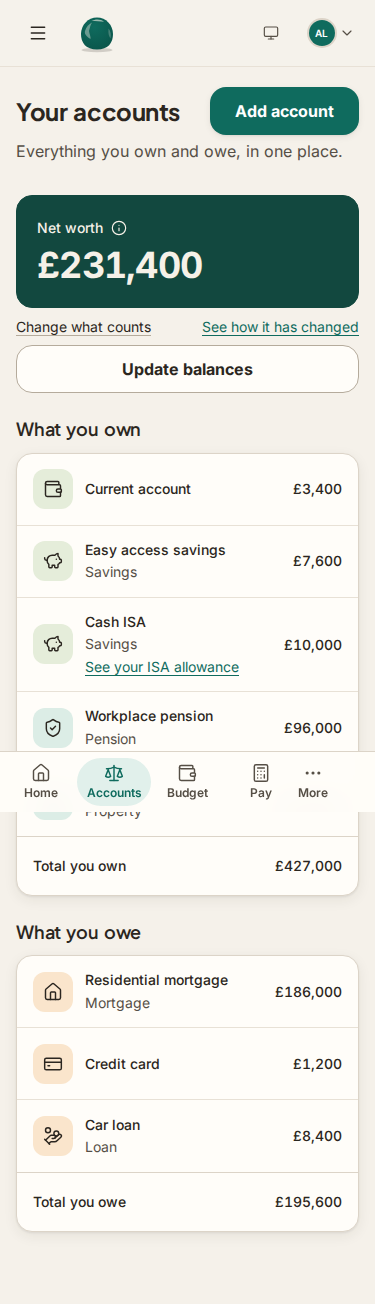 AL
Your accounts
Add account
Everything you own and owe, in one place.
Net worth
£231,400
Change what counts
See how it has changed
Update balances
What you own
Current account
£3,400
Easy access savings
Savings
£7,600
Cash ISA
Savings
See your ISA allowance
£10,000
Workplace pension
Pension
£96,000
Home
Accounts
Budget
Pay
More
Property
Total you own
£427,000
What you owe
Residential mortgage
Mortgage
£186,000
Credit card
£1,200
Car loan
Loan
£8,400
Total you owe
£195,600